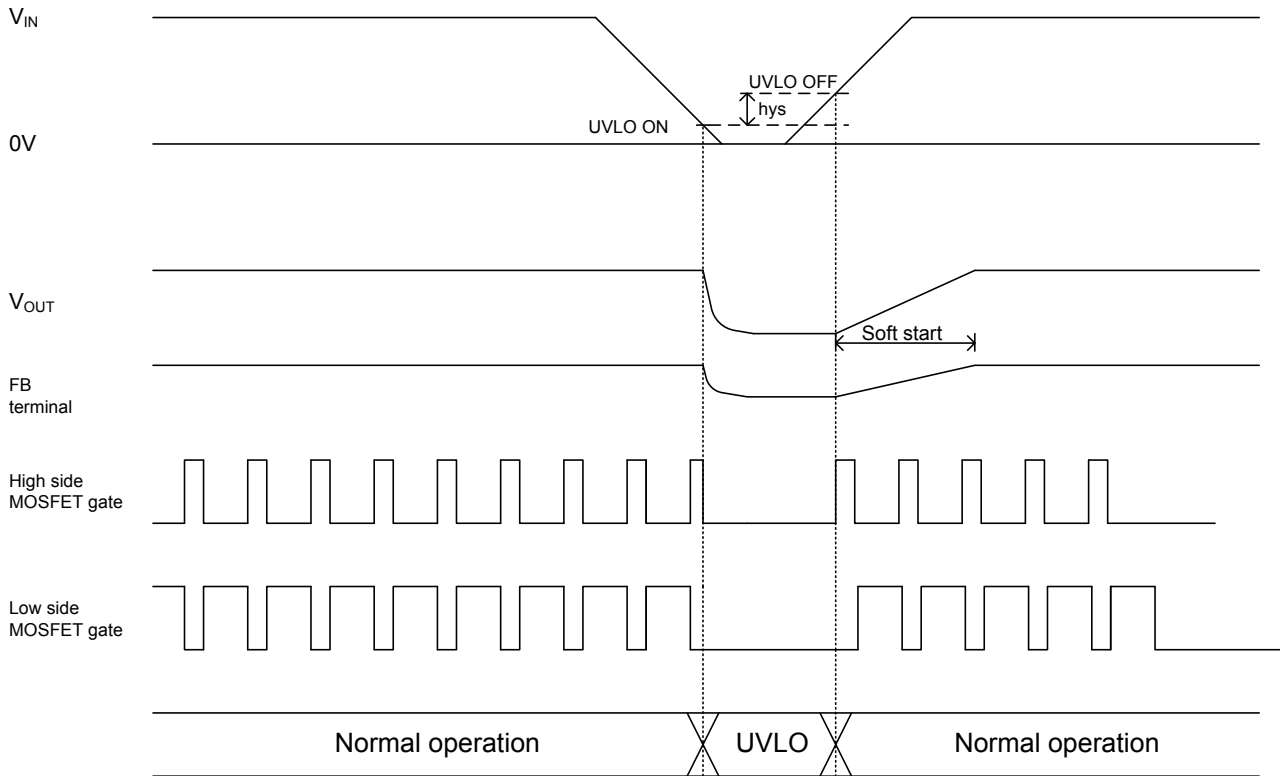 VIN
UVLO OFF
hys
UVLO ON
0V
VOUT
Soft start
FB
terminal
High side
MOSFET gate
Low side
MOSFET gate
Normal operation
UVLO
Normal operation